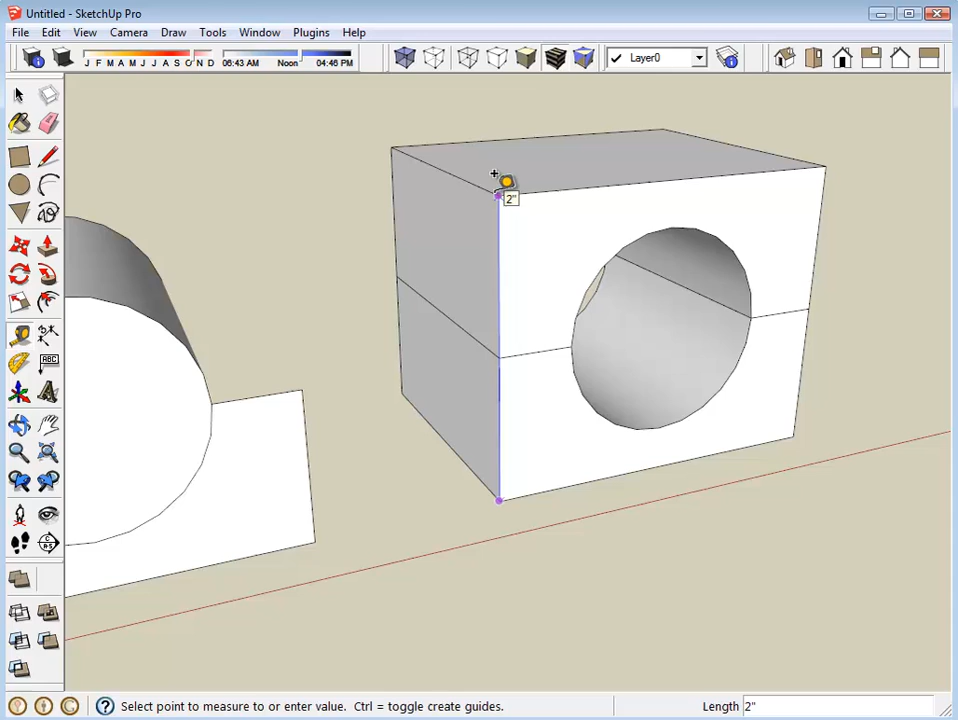 Untitled - SketchUp Pro
File Edit View Camera Draw Tools Window Plugins Help
J F M A M J J A S O N D 06:43 AM Noon 04:46 PM Layer0
2"
ABC
Select point to measure to or enter value. Ctrl = toggle create guides. Length 2"